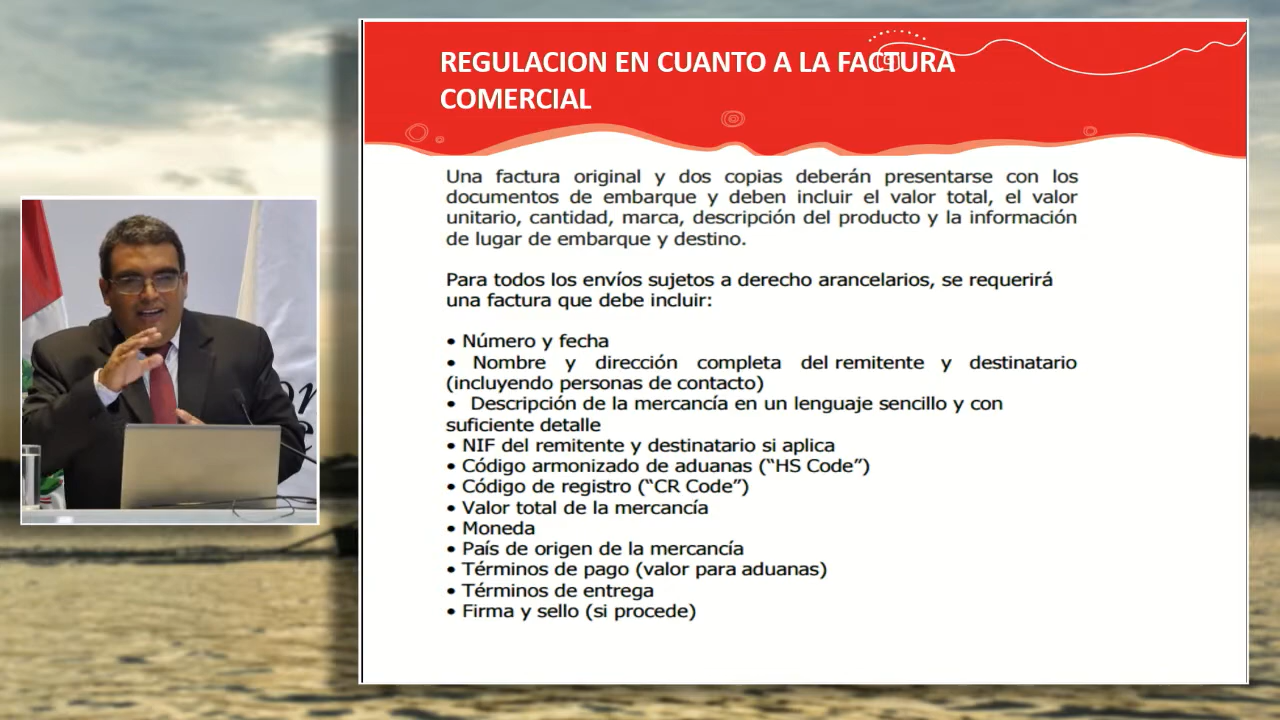 REGULACION EN CUANTO A LA FACTURA
COMERCIAL
Una factura original y dos copias deberán presentarse con los
documentos de embarque y deben incluir el valor total, el valor
unitario, cantidad, marca, descripción del producto y la información
de lugar de embarque y destino.
Para todos los envíos sujetos a derecho arancelarios, se requerirá
una factura que debe incluir:
• Número y fecha
• Nombre y dirección completa del remitente y destinatario
(incluyendo personas de contacto)
• Descripción de la mercancía en un lenguaje sencillo y con
suficiente detalle
• NIF del remitente y destinatario si aplica
• Código armonizado de aduanas (“HS Code”)
• Código de registro (“CR Code”)
• Valor total de la mercancía
• Moneda
• País de origen de la mercancía
• Términos de pago (valor para aduanas)
• Términos de entrega
• Firma y sello (si procede)